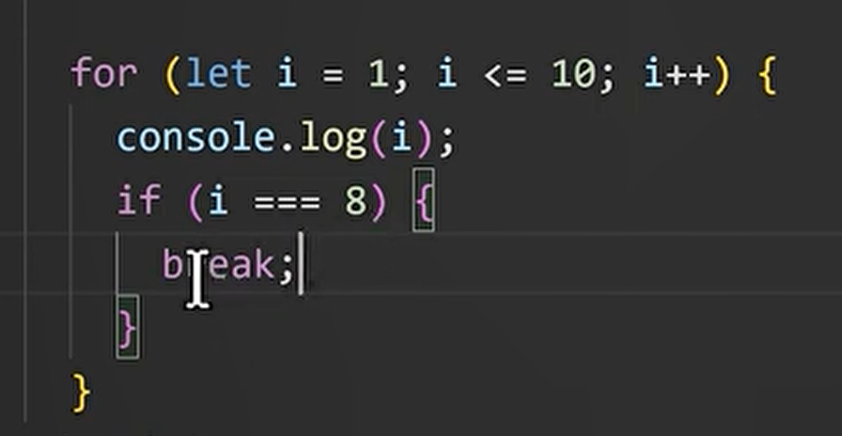 for (let i = 1; i <= 10; i++) {
  console.log(i);
  if (i === 8) {
    break;
  }
}